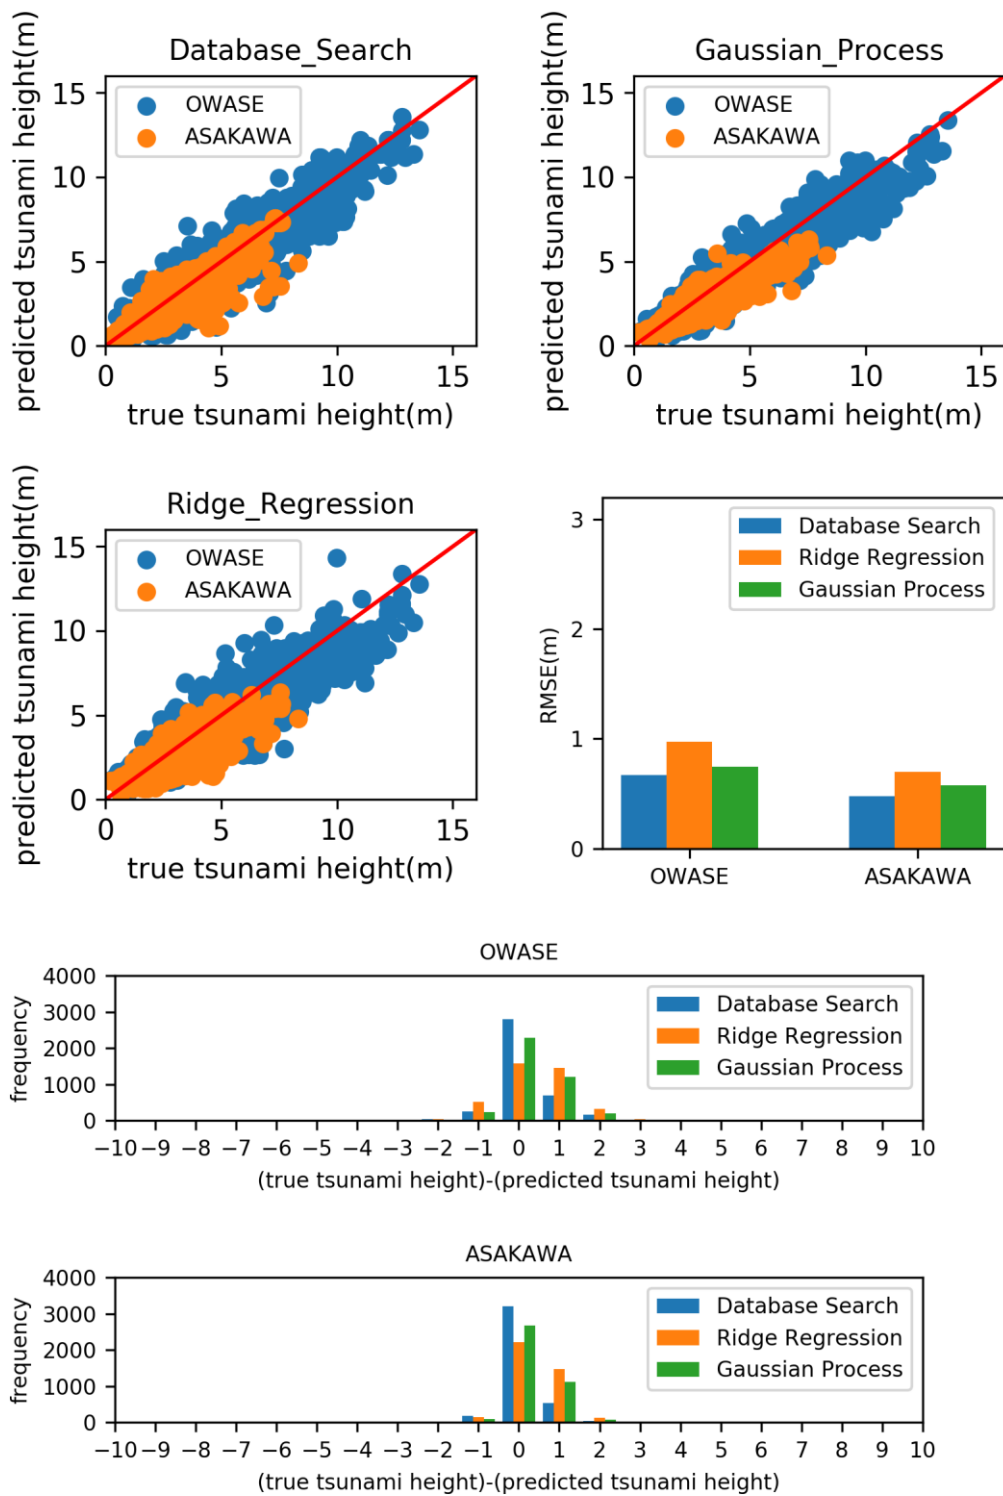 Database_Search
predicted tsunami height(m)
15
10
5
0
OWASE
ASAKAWA
0 5 10 15
true tsunami height(m)
Gaussian_Process
predicted tsunami height(m)
15
10
5
0
OWASE
ASAKAWA
0 5 10 15
true tsunami height(m)
Ridge_Regression
predicted tsunami height(m)
15
10
5
0
OWASE
ASAKAWA
0 5 10 15
true tsunami height(m)
RMSE(m)
3
2
1
0
Database Search
Ridge Regression
Gaussian Process
OWASE ASAKAWA
OWASE
frequency
4000
3000
2000
1000
0
Database Search
Ridge Regression
Gaussian Process
−10 −9 −8 −7 −6 −5 −4 −3 −2 −1 0 1 2 3 4 5 6 7 8 9 10
(true tsunami height)-(predicted tsunami height)
ASAKAWA
frequency
4000
3000
2000
1000
0
Database Search
Ridge Regression
Gaussian Process
−10 −9 −8 −7 −6 −5 −4 −3 −2 −1 0 1 2 3 4 5 6 7 8 9 10
(true tsunami height)-(predicted tsunami height)